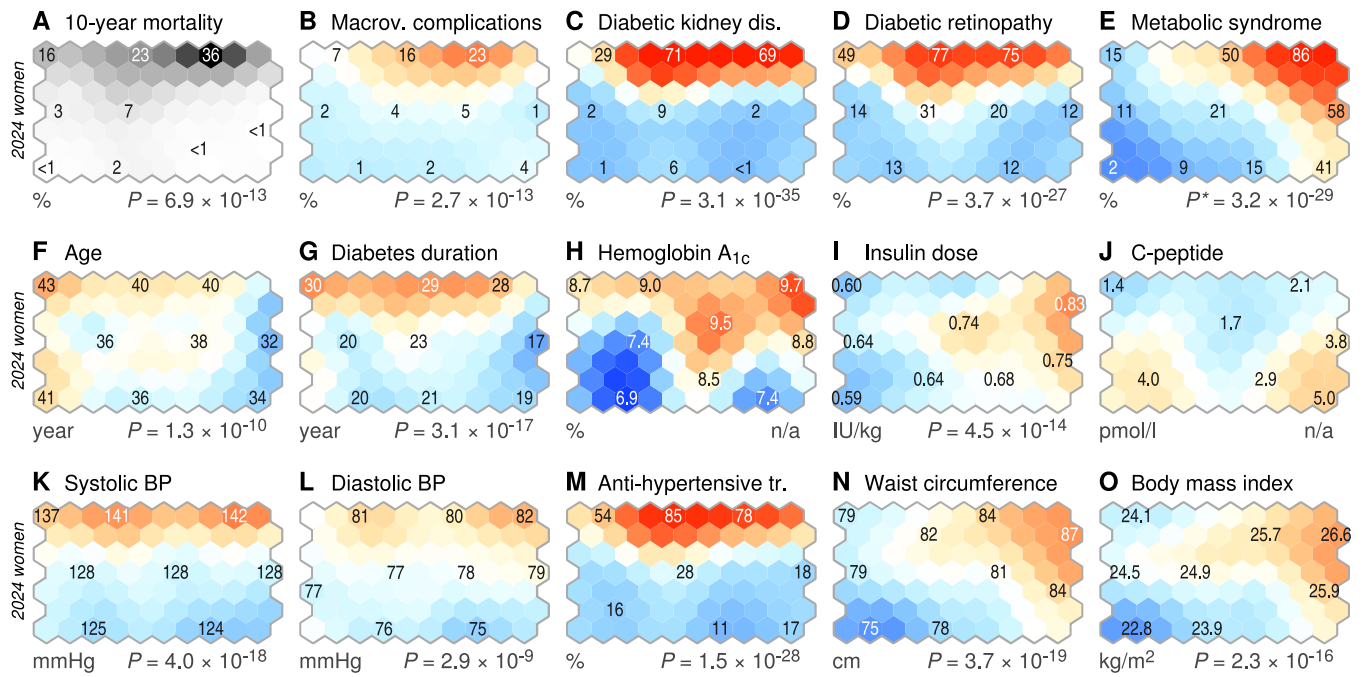 A 10-year mortality
B Macrov. complications
C Diabetic kidney dis.
D Diabetic retinopathy
E Metabolic syndrome
2024 women
16 23 36
3 7
<1
<1
<1 2
% P = 6.9 × 10-13
7 16 23
2 4 5 1
1 2 4
% P = 2.7 × 10-13
29 71 69
2 9 2
1 6 <1
% P = 3.1 × 10-35
49 77 75
14 31 20 12
13 12
% P = 3.7 × 10-27
15 50 86
11 21 58
2 9 15 41
% P* = 3.2 × 10-29
F Age
G Diabetes duration
H Hemoglobin A1c
I Insulin dose
J C-peptide
2024 women
43 40 40
36 38 32
41 36 34
year P = 1.3 × 10-10
30 29 28
20 23 17
20 21 19
year P = 3.1 × 10-17
8.7 9.0 9.7
9.5
7.4 8.8
8.5
6.9 7.4
% n/a
0.60 0.83
0.74
0.64
0.75
0.64 0.68
0.59
IU/kg P = 4.5 × 10-14
1.4 2.1
1.7
3.8
4.0 2.9
5.0
pmol/l n/a
K Systolic BP
L Diastolic BP
M Anti-hypertensive tr.
N Waist circumference
O Body mass index
2024 women
137 141 142
128 128 128
125 124
mmHg P = 4.0 × 10-18
81 80 82
77 78 79
77
76 75
mmHg P = 2.9 × 10-9
54 85 78
28 18
16
11 17
% P = 1.5 × 10-28
79 84
82 87
79 81
84
75 78
cm P = 3.7 × 10-19
24.1
25.7 26.6
24.5 24.9
25.9
22.8 23.9
kg/m2 P = 2.3 × 10-16